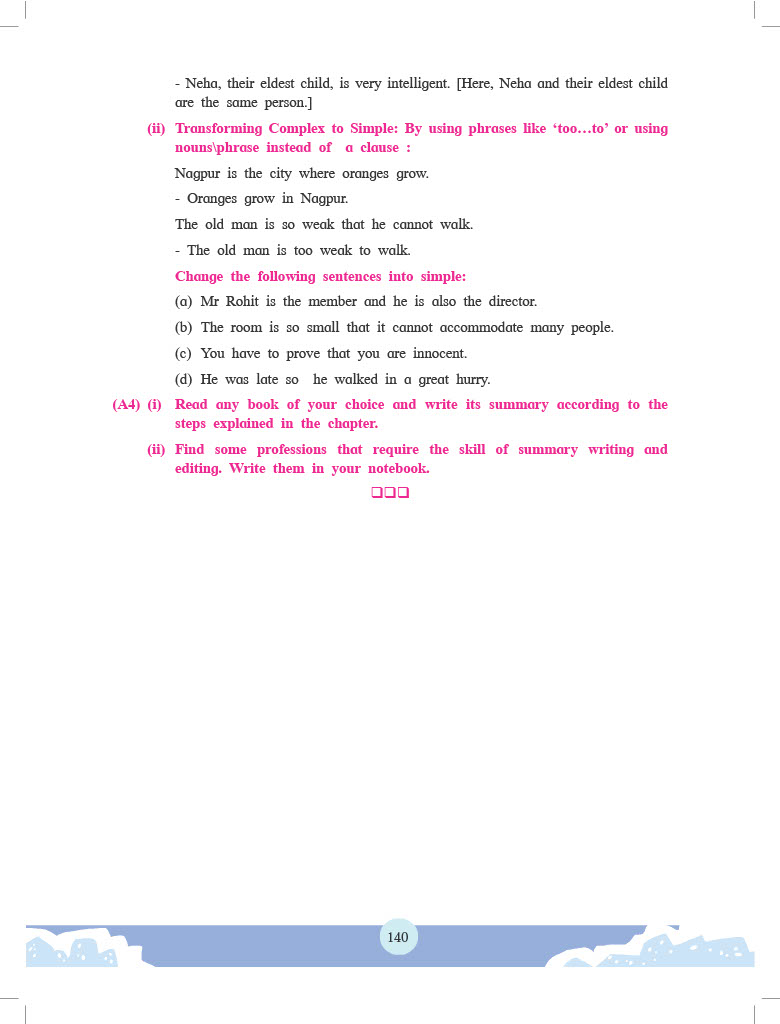 - Neha, their eldest child, is very intelligent. [Here, Neha and their eldest child
are the same person.]
(ii) Transforming Complex to Simple: By using phrases like ‘too…to’ or using
nouns\phrase instead of a clause :
Nagpur is the city where oranges grow.
- Oranges grow in Nagpur.
The old man is so weak that he cannot walk.
- The old man is too weak to walk.
Change the following sentences into simple:
(a) Mr Rohit is the member and he is also the director.
(b) The room is so small that it cannot accommodate many people.
(c) You have to prove that you are innocent.
(d) He was late so he walked in a great hurry.
(A4) (i) Read any book of your choice and write its summary according to the
steps explained in the chapter.
(ii) Find some professions that require the skill of summary writing and
editing. Write them in your notebook.
❑❑❑
140